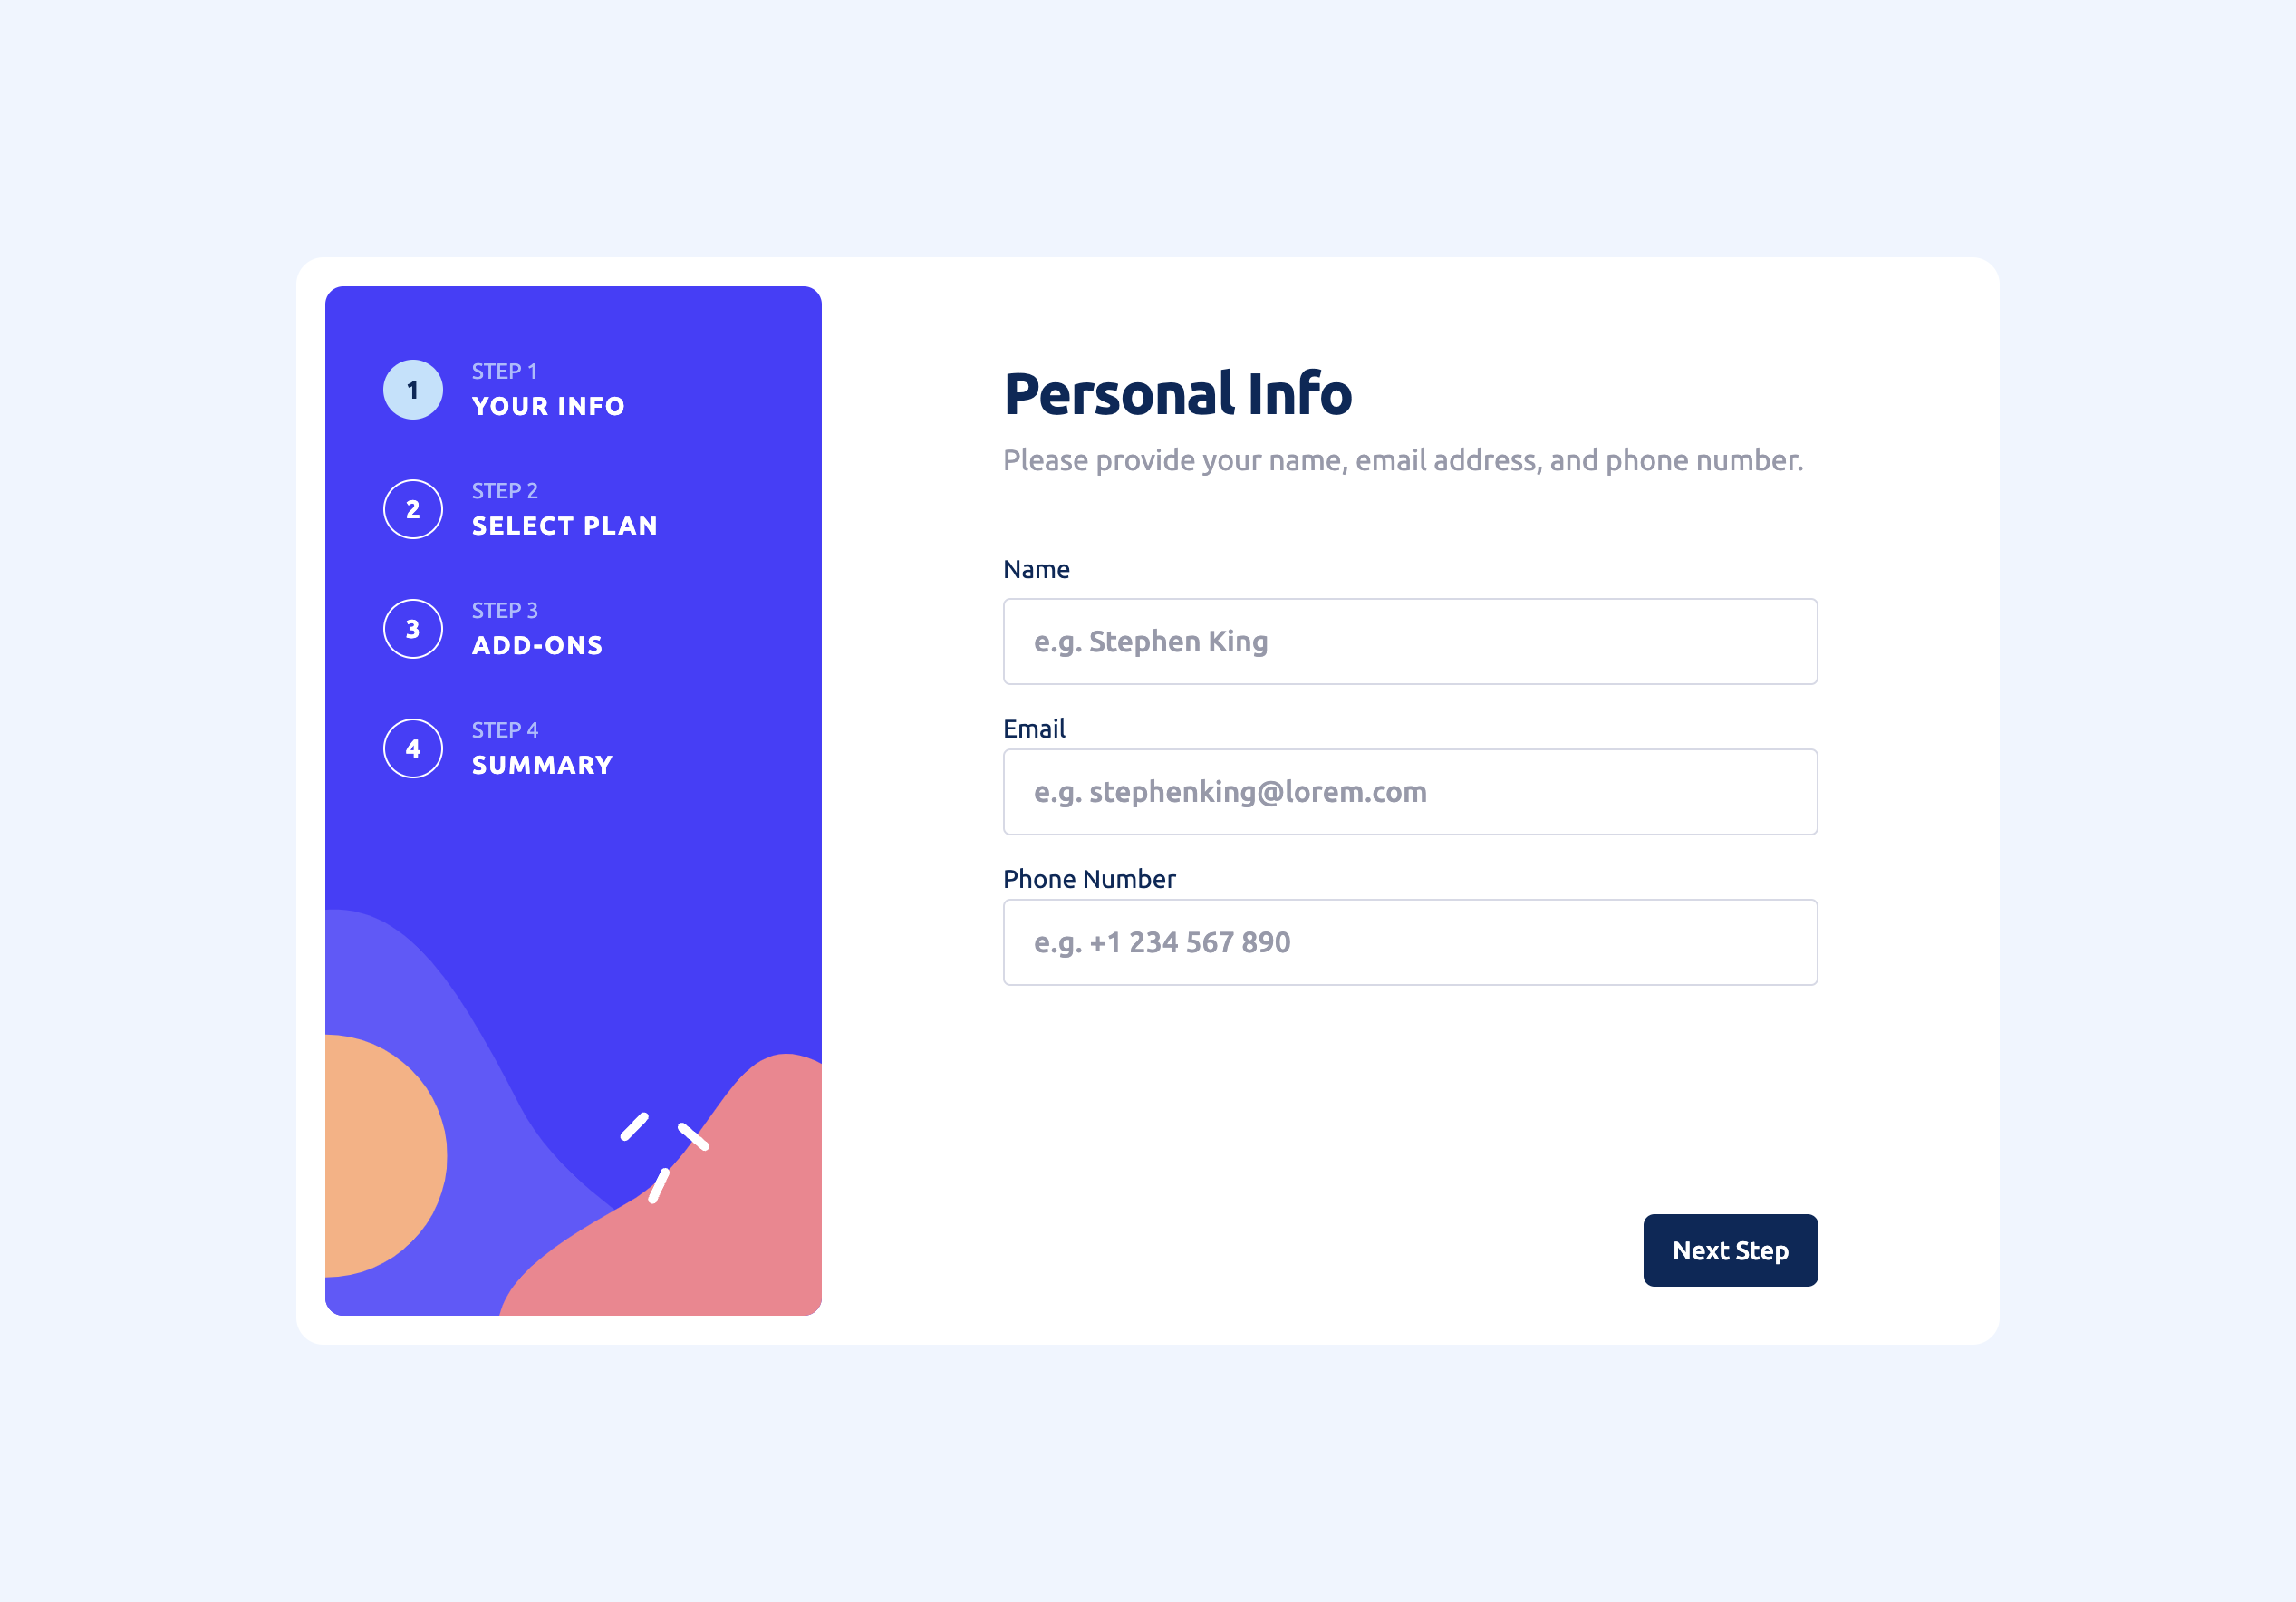 1
STEP 1
YOUR INFO
2
STEP 2
SELECT PLAN
3
STEP 3
ADD-ONS
4
STEP 4
SUMMARY
Personal Info
Please provide your name, email address, and phone number.
Name
e.g. Stephen King
Email
e.g. stephenking@lorem.com
Phone Number
e.g. +1 234 567 890
Next Step